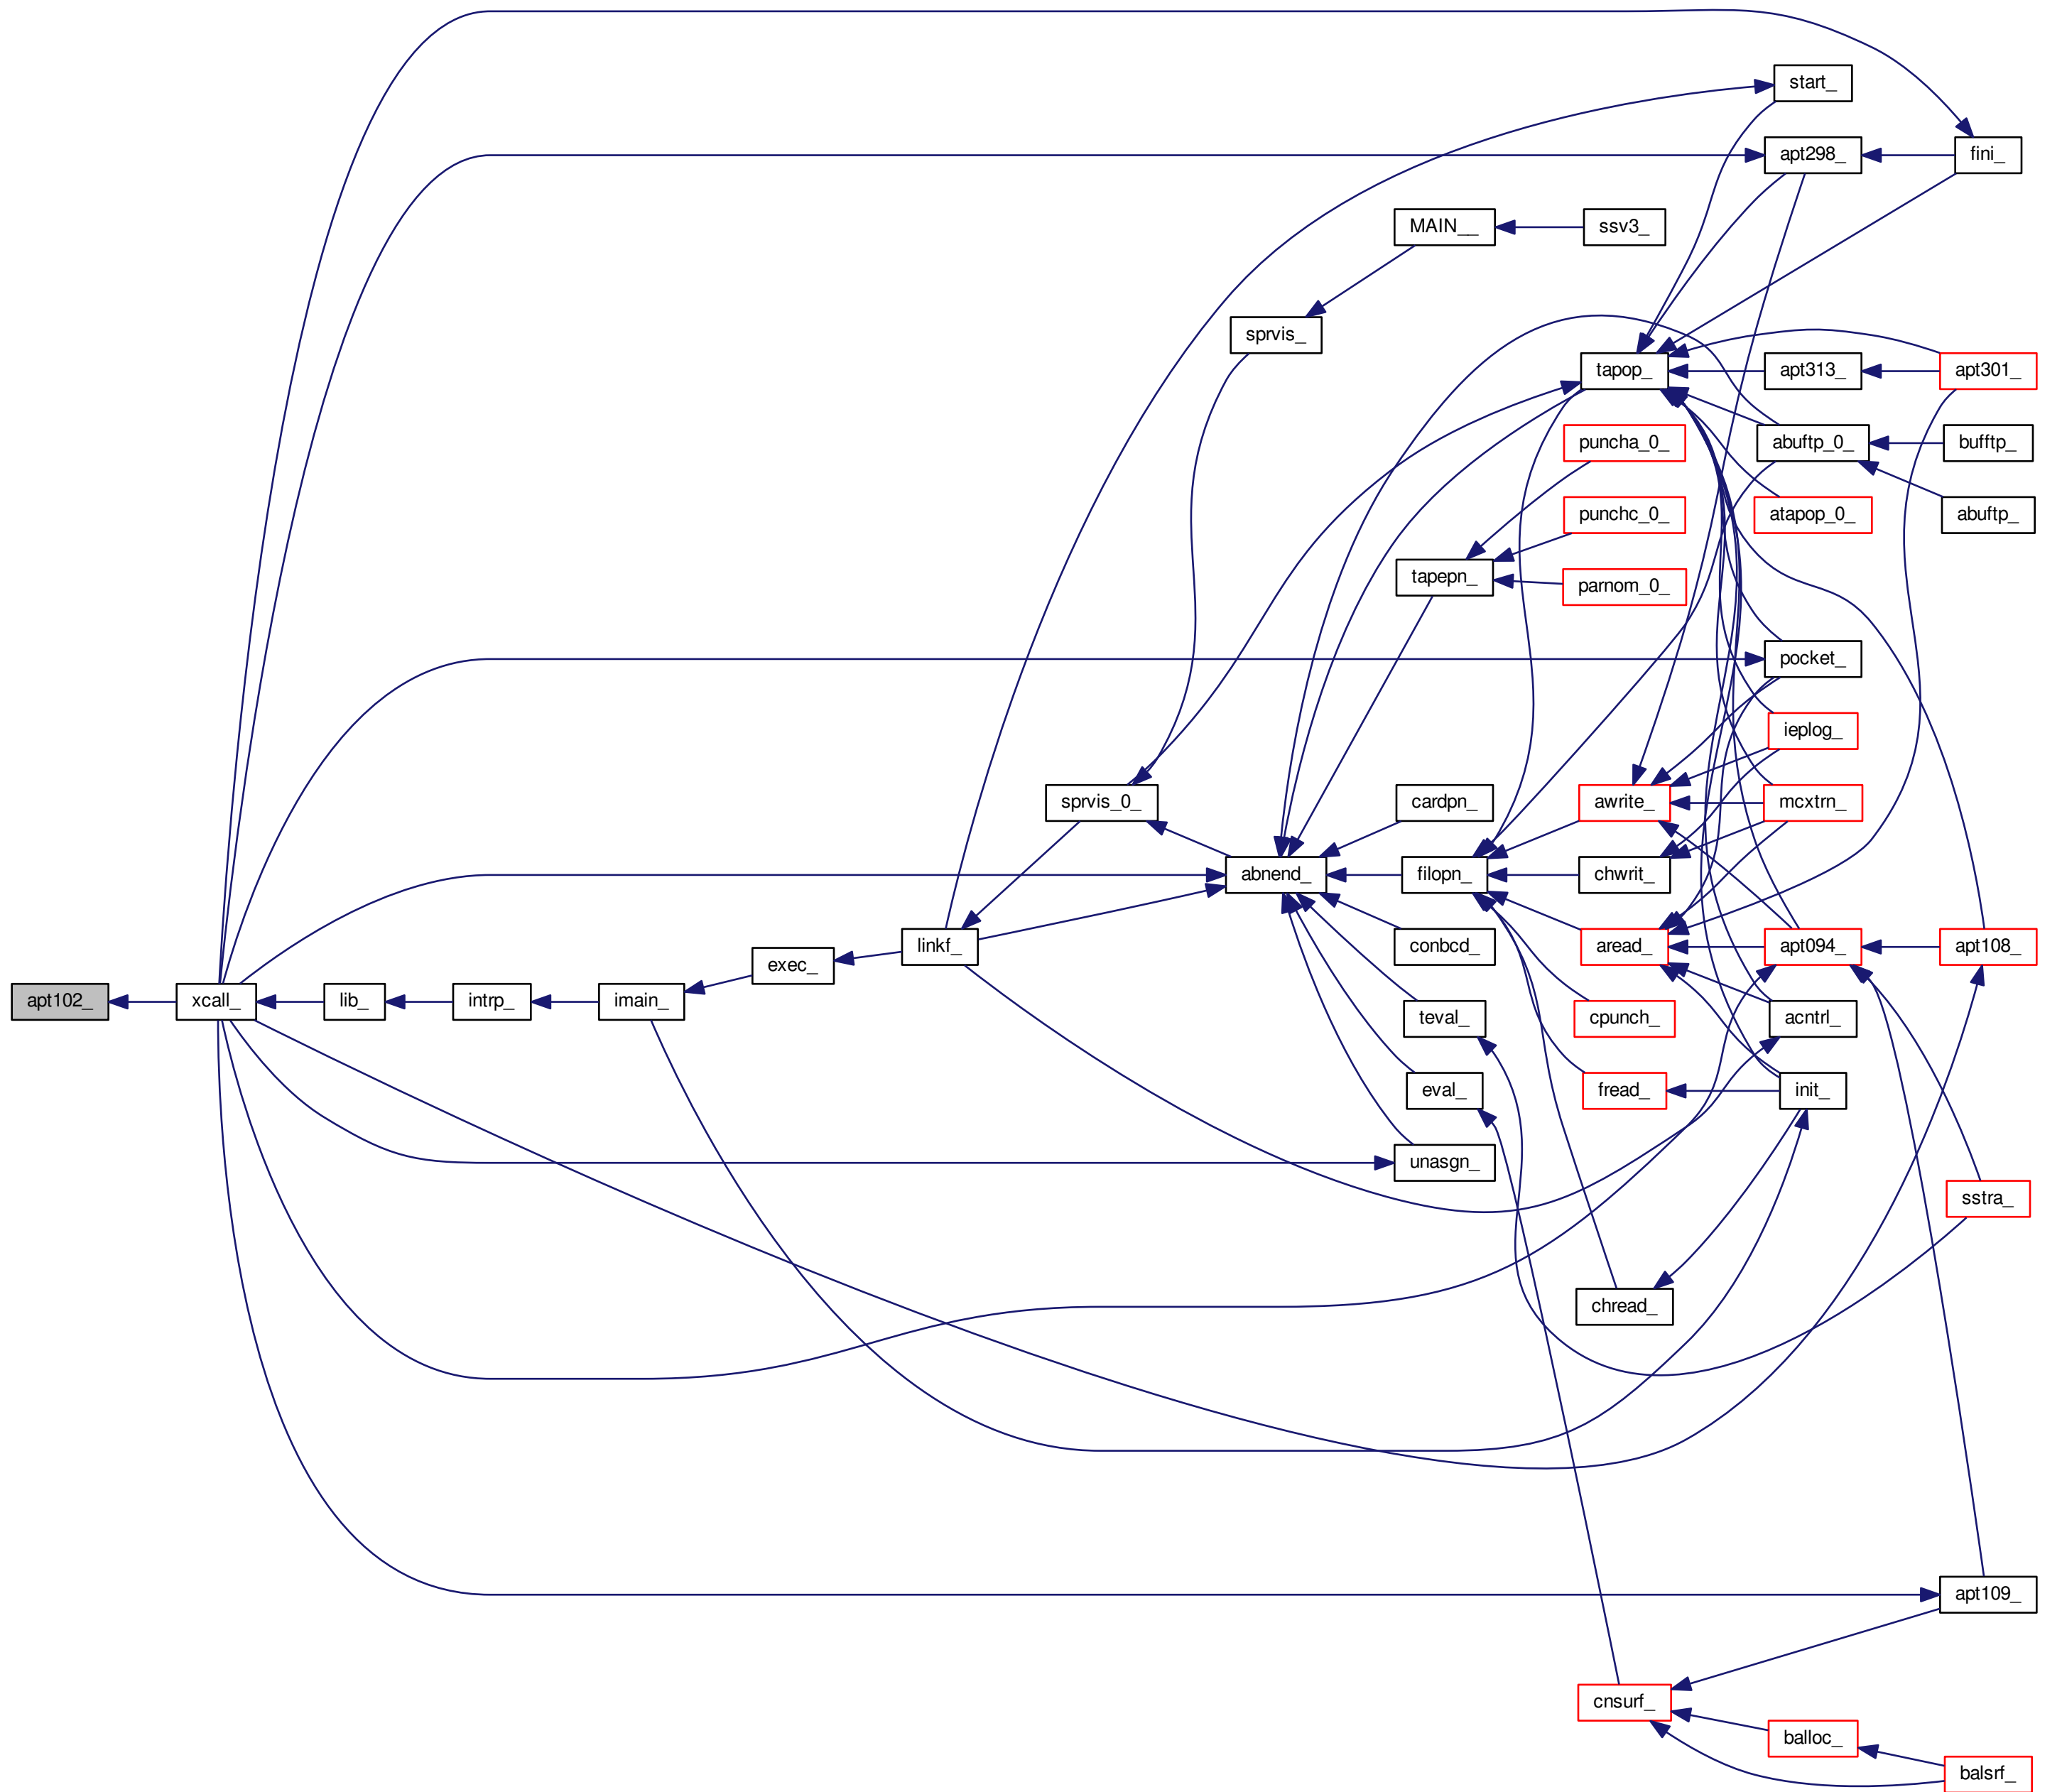 start_
apt298_
fini_
MAIN__
ssv3_
sprvis_
tapop_
apt313_
apt301_
puncha_0_
abuftp_0_
bufftp_
punchc_0_
atapop_0_
abuftp_
tapepn_
parnom_0_
pocket_
ieplog_
sprvis_0_
cardpn_
awrite_
mcxtrn_
abnend_
filopn_
chwrit_
linkf_
conbcd_
aread_
apt094_
apt108_
exec_
apt102_
xcall_
lib_
intrp_
imain_
teval_
cpunch_
acntrl_
eval_
fread_
init_
unasgn_
sstra_
chread_
apt109_
cnsurf_
balloc_
balsrf_